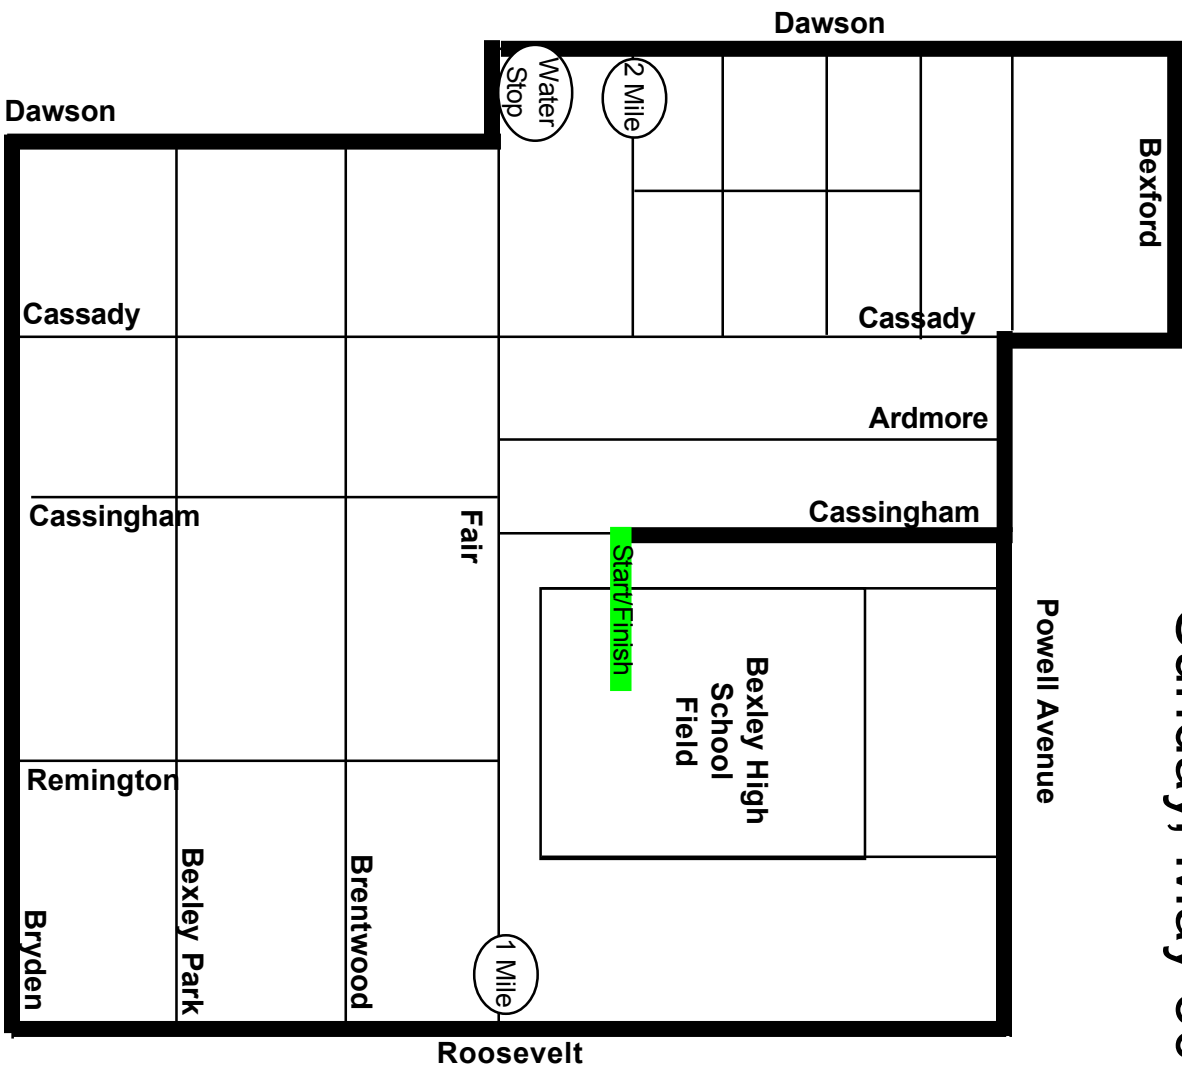 Dawson
Dawson
Water
Stop
2 Mile
Bexford
Cassady
Cassady
Ardmore
Cassingham
Cassingham
Fair
Start/Finish
Powell Avenue
Bexley High
School
Field
Remington
Bexley Park
Brentwood
Bryden
1 Mile
Roosevelt